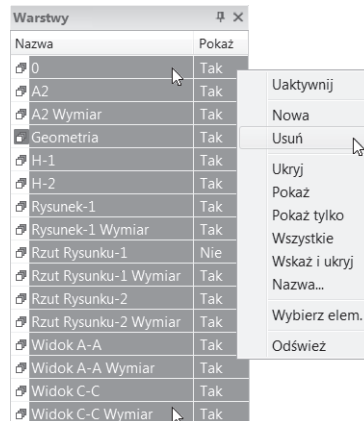 Warstwy
Nazwa Pokaż
0 Tak
A2 Tak
A2 Wymiar Tak
Geometria Tak
H-1 Tak
H-2 Tak
Rysunek-1 Tak
Rysunek-1 Wymiar Tak
Rzut Rysunku-1 Nie
Rzut Rysunku-1 Wymiar Tak
Rzut Rysunku-2 Tak
Rzut Rysunku-2 Wymiar Tak
Widok A-A Tak
Widok A-A Wymiar Tak
Widok C-C Tak
Widok C-C Wymiar Tak
Uaktywnij
Nowa
Usuń
Ukryj
Pokaż
Pokaż tylko
Wszystkie
Wskaż i ukryj
Nazwa...
Wybierz elem.
Odśwież